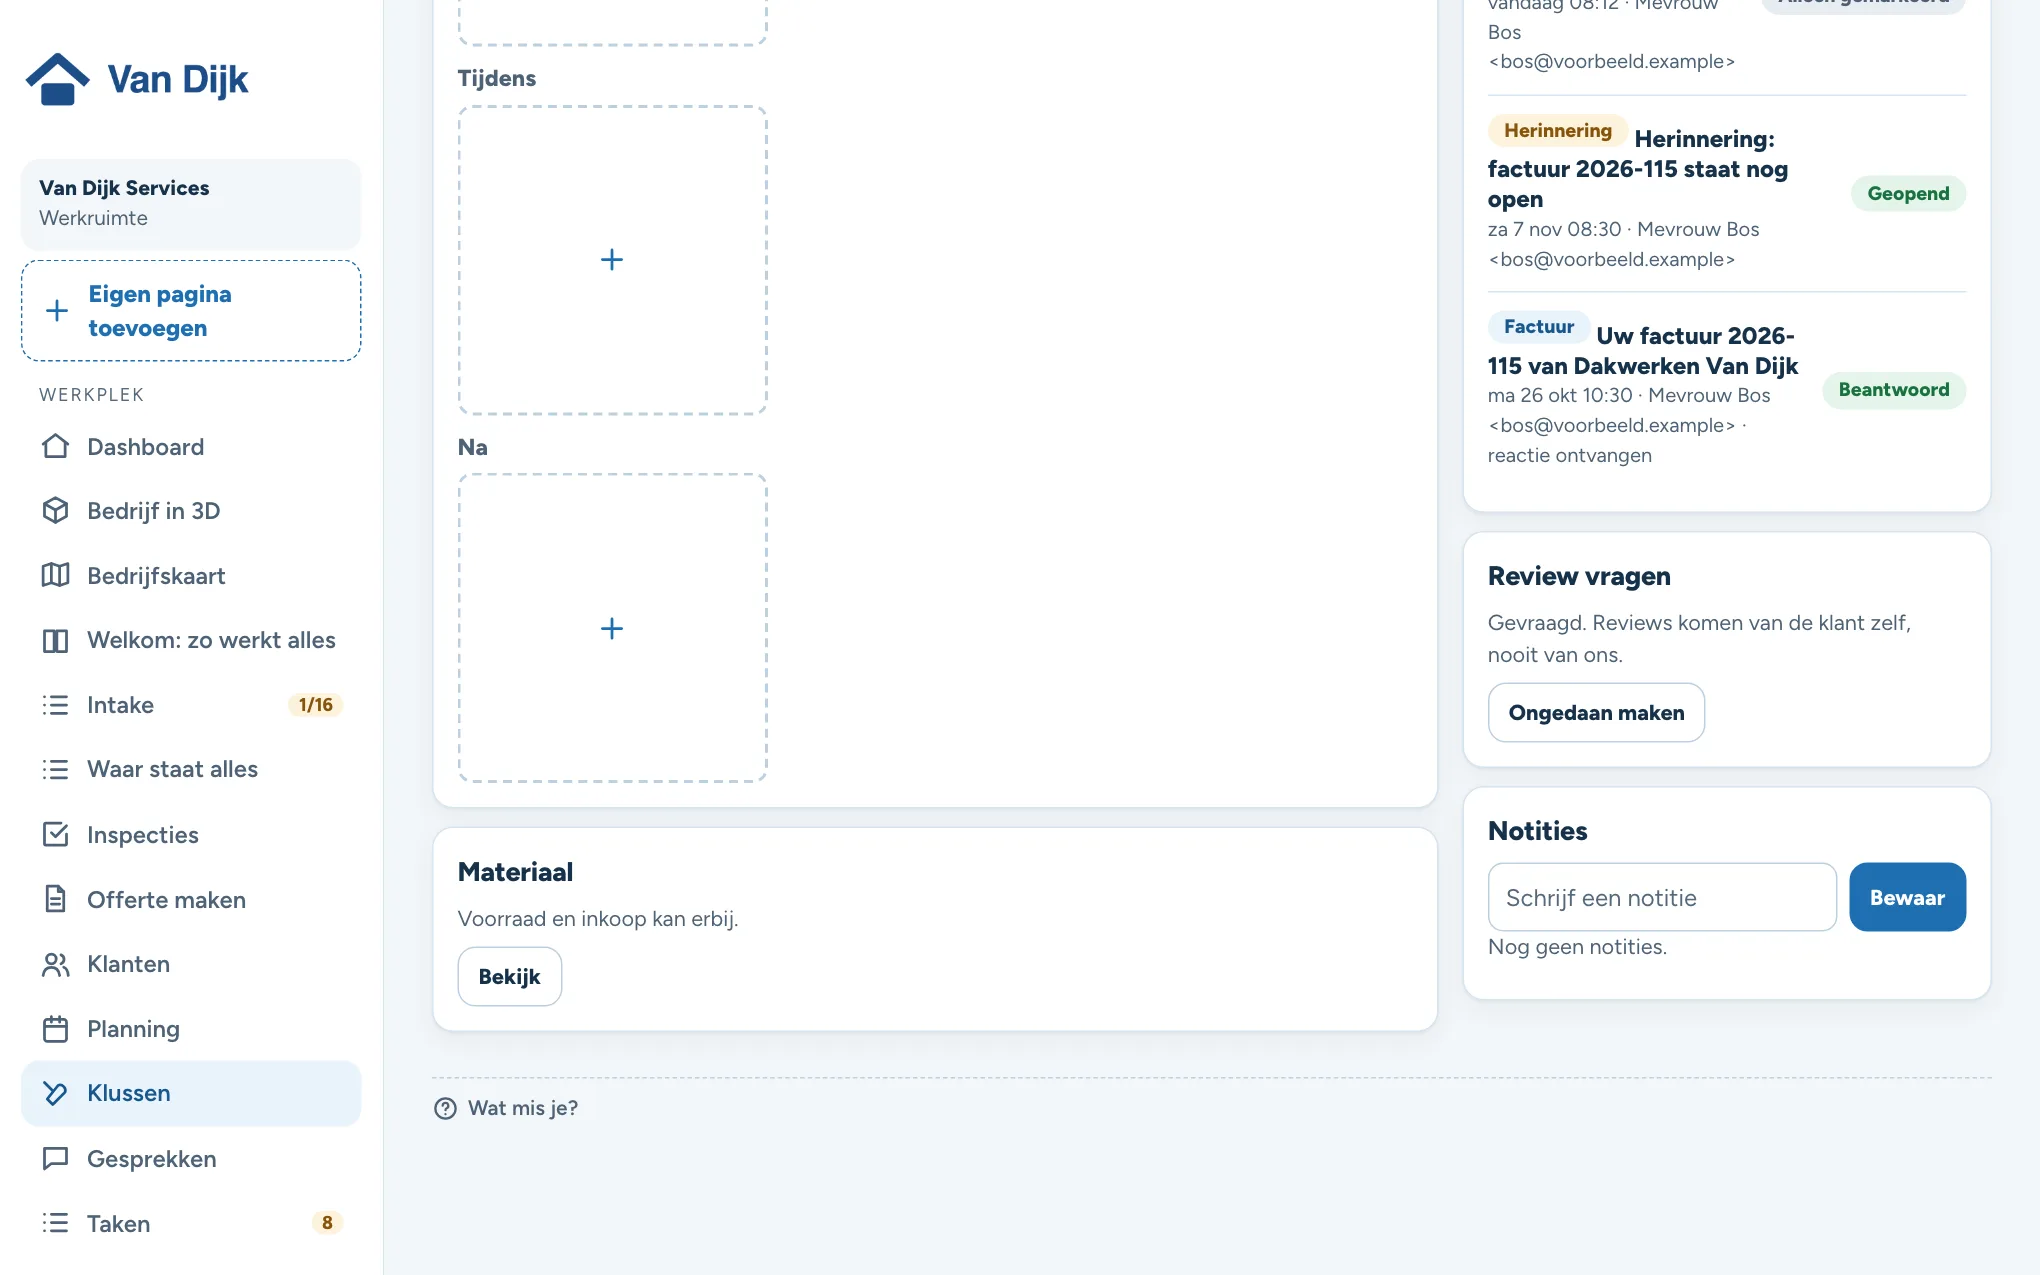 Van Dijk
Van Dijk Services
Werkruimte
Eigen pagina
toevoegen
WERKPLEK
Dashboard
Bedrijf in 3D
Bedrijfskaart
Welkom: zo werkt alles
Intake 1/16
Waar staat alles
Inspecties
Offerte maken
Klanten
Planning
Klussen
Gesprekken
Taken 8
Tijdens
Na
Materiaal
Voorraad en inkoop kan erbij.
Bekijk
Wat mis je?
vandaag 08:12 · Mevrouw
Bos
<bos@voorbeeld.example>
Herinnering Herinnering:
factuur 2026-115 staat nog
open
za 7 nov 08:30 · Mevrouw Bos
<bos@voorbeeld.example>
Geopend
Factuur Uw factuur 2026-
115 van Dakwerken Van Dijk
ma 26 okt 10:30 · Mevrouw Bos
<bos@voorbeeld.example> ·
reactie ontvangen
Beantwoord
Review vragen
Gevraagd. Reviews komen van de klant zelf,
nooit van ons.
Ongedaan maken
Notities
Schrijf een notitie
Bewaar
Nog geen notities.